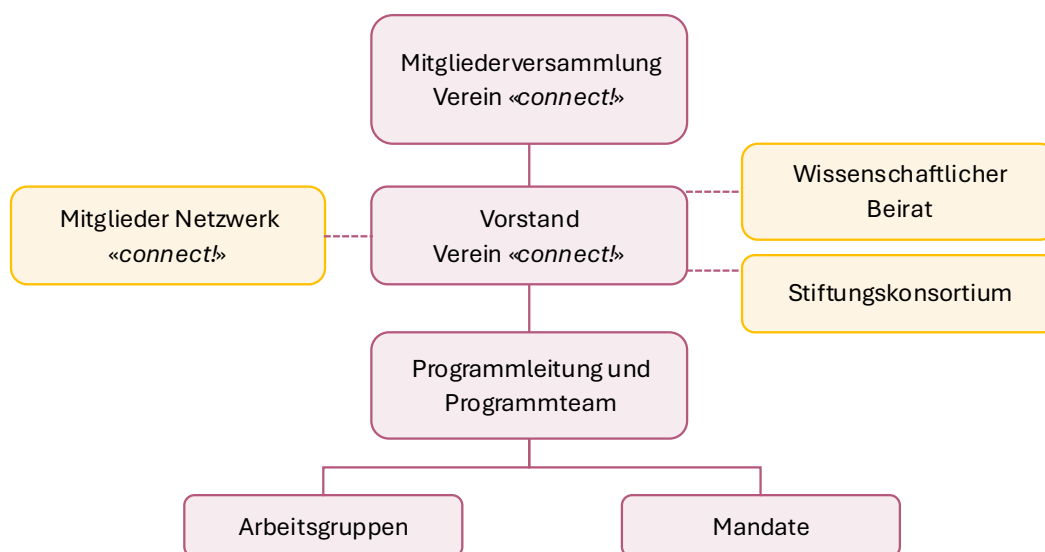 Mitgliederversammlung
Verein «connect!»
Wissenschaftlicher
Beirat
Mitglieder Netzwerk
«connect!»
Vorstand
Verein «connect!»
Stiftungskonsortium
Programmleitung und
Programmteam
Arbeitsgruppen
Mandate